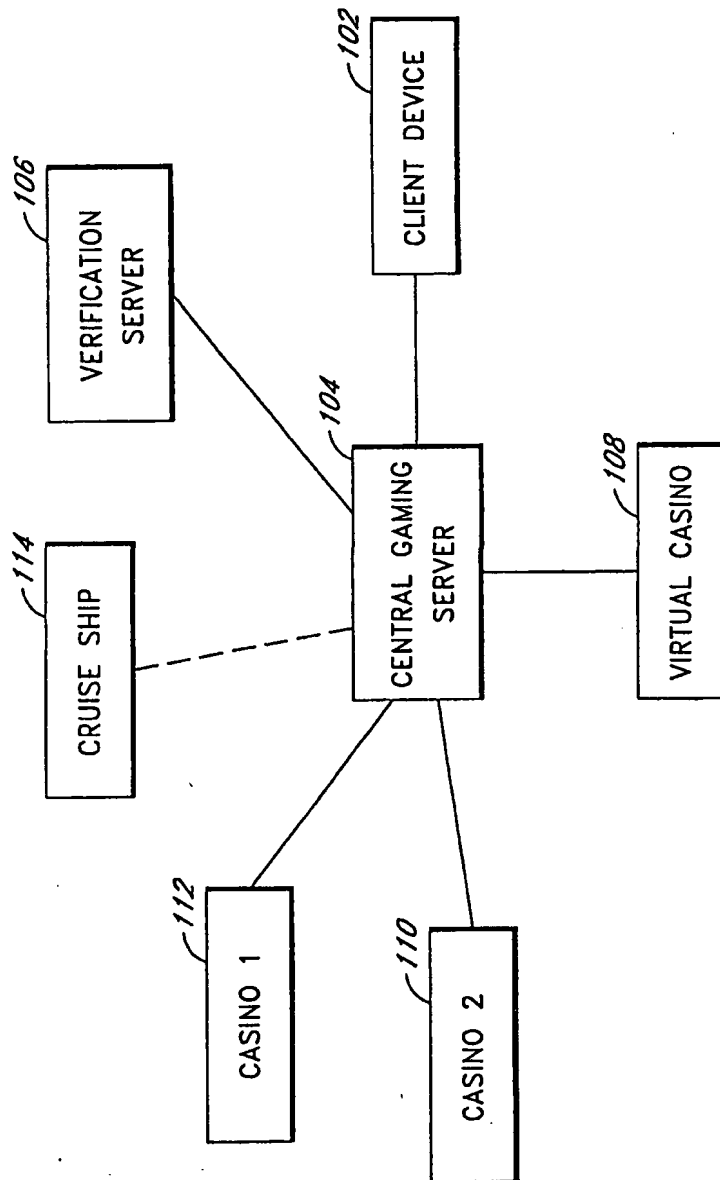 114
CRUISE SHIP
106
VERIFICATION
SERVER
112
CASINO 1
104
CENTRAL GAMING
SERVER
102
CLIENT DEVICE
110
CASINO 2
108
VIRTUAL CASINO